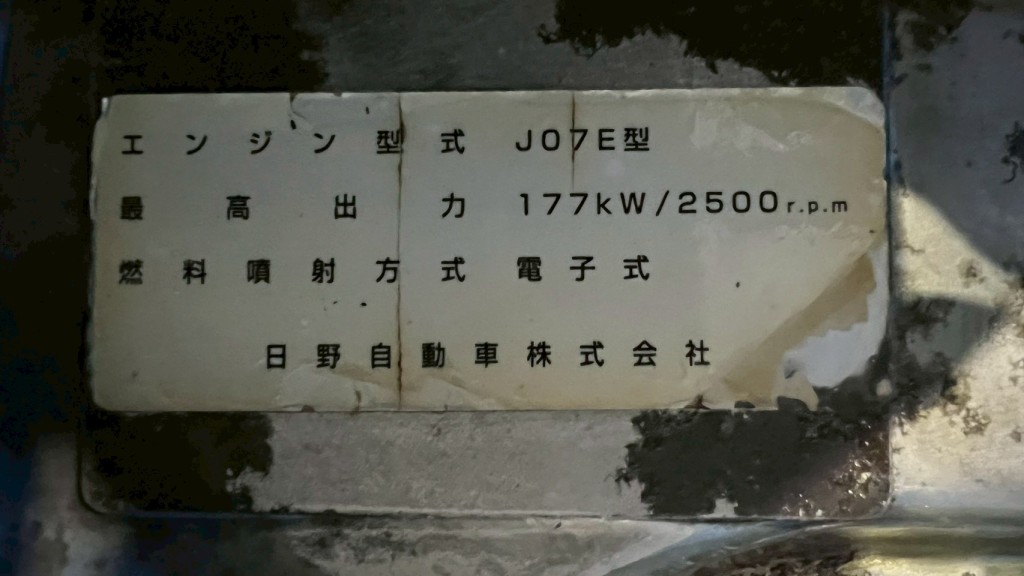 エンジン型式 J07E型
最高出力 177kW/2500r.p.m
燃料噴射方式 電子式
日野自動車株式会社